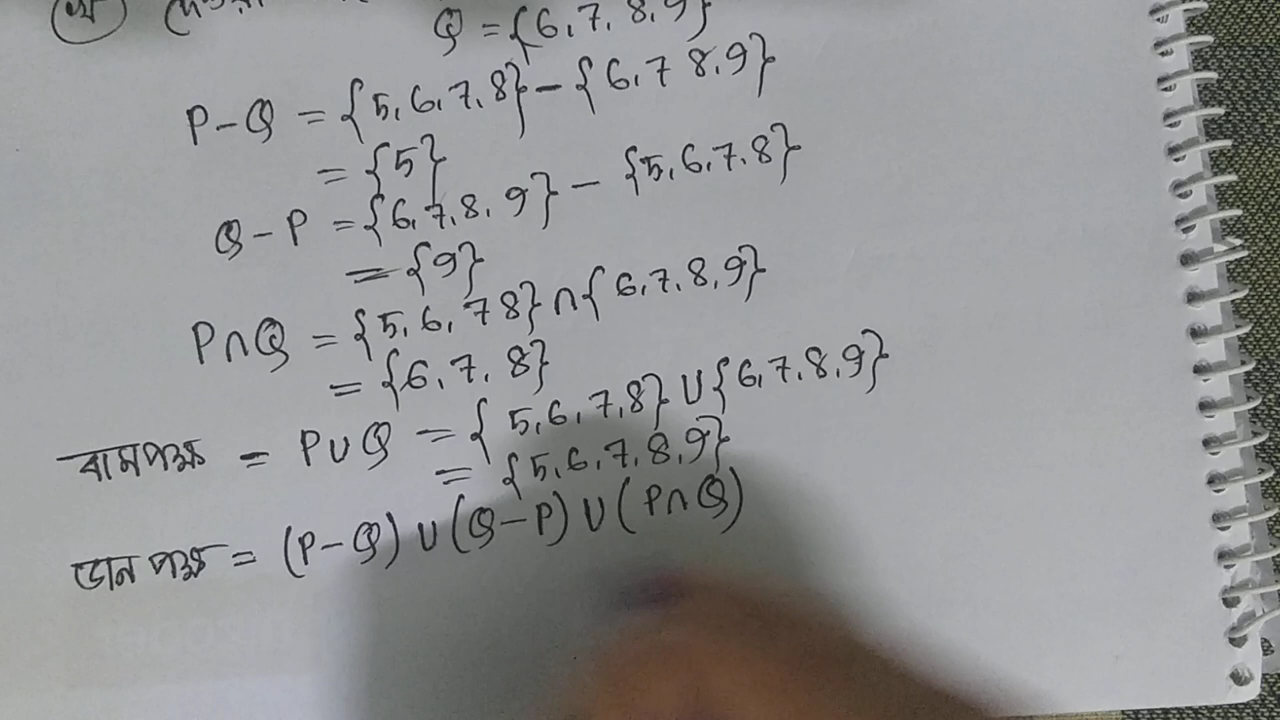 Q = {6, 7, 8, 9}
P-Q = {5, 6, 7, 8} - {6, 7 8, 9}
= {5}
Q-P = {6, 7, 8, 9} - {5, 6, 7, 8}
= {9}
P∩Q = {5, 6, 7 8} ∩ {6, 7, 8, 9}
= {6, 7, 8}
বামপক্ষ = P∪Q = {5, 6, 7, 8} ∪ {6, 7, 8, 9}
= {5, 6, 7, 8, 9}
ডান পক্ষ = (P-Q) ∪ (Q-P) ∪ (P∩Q)